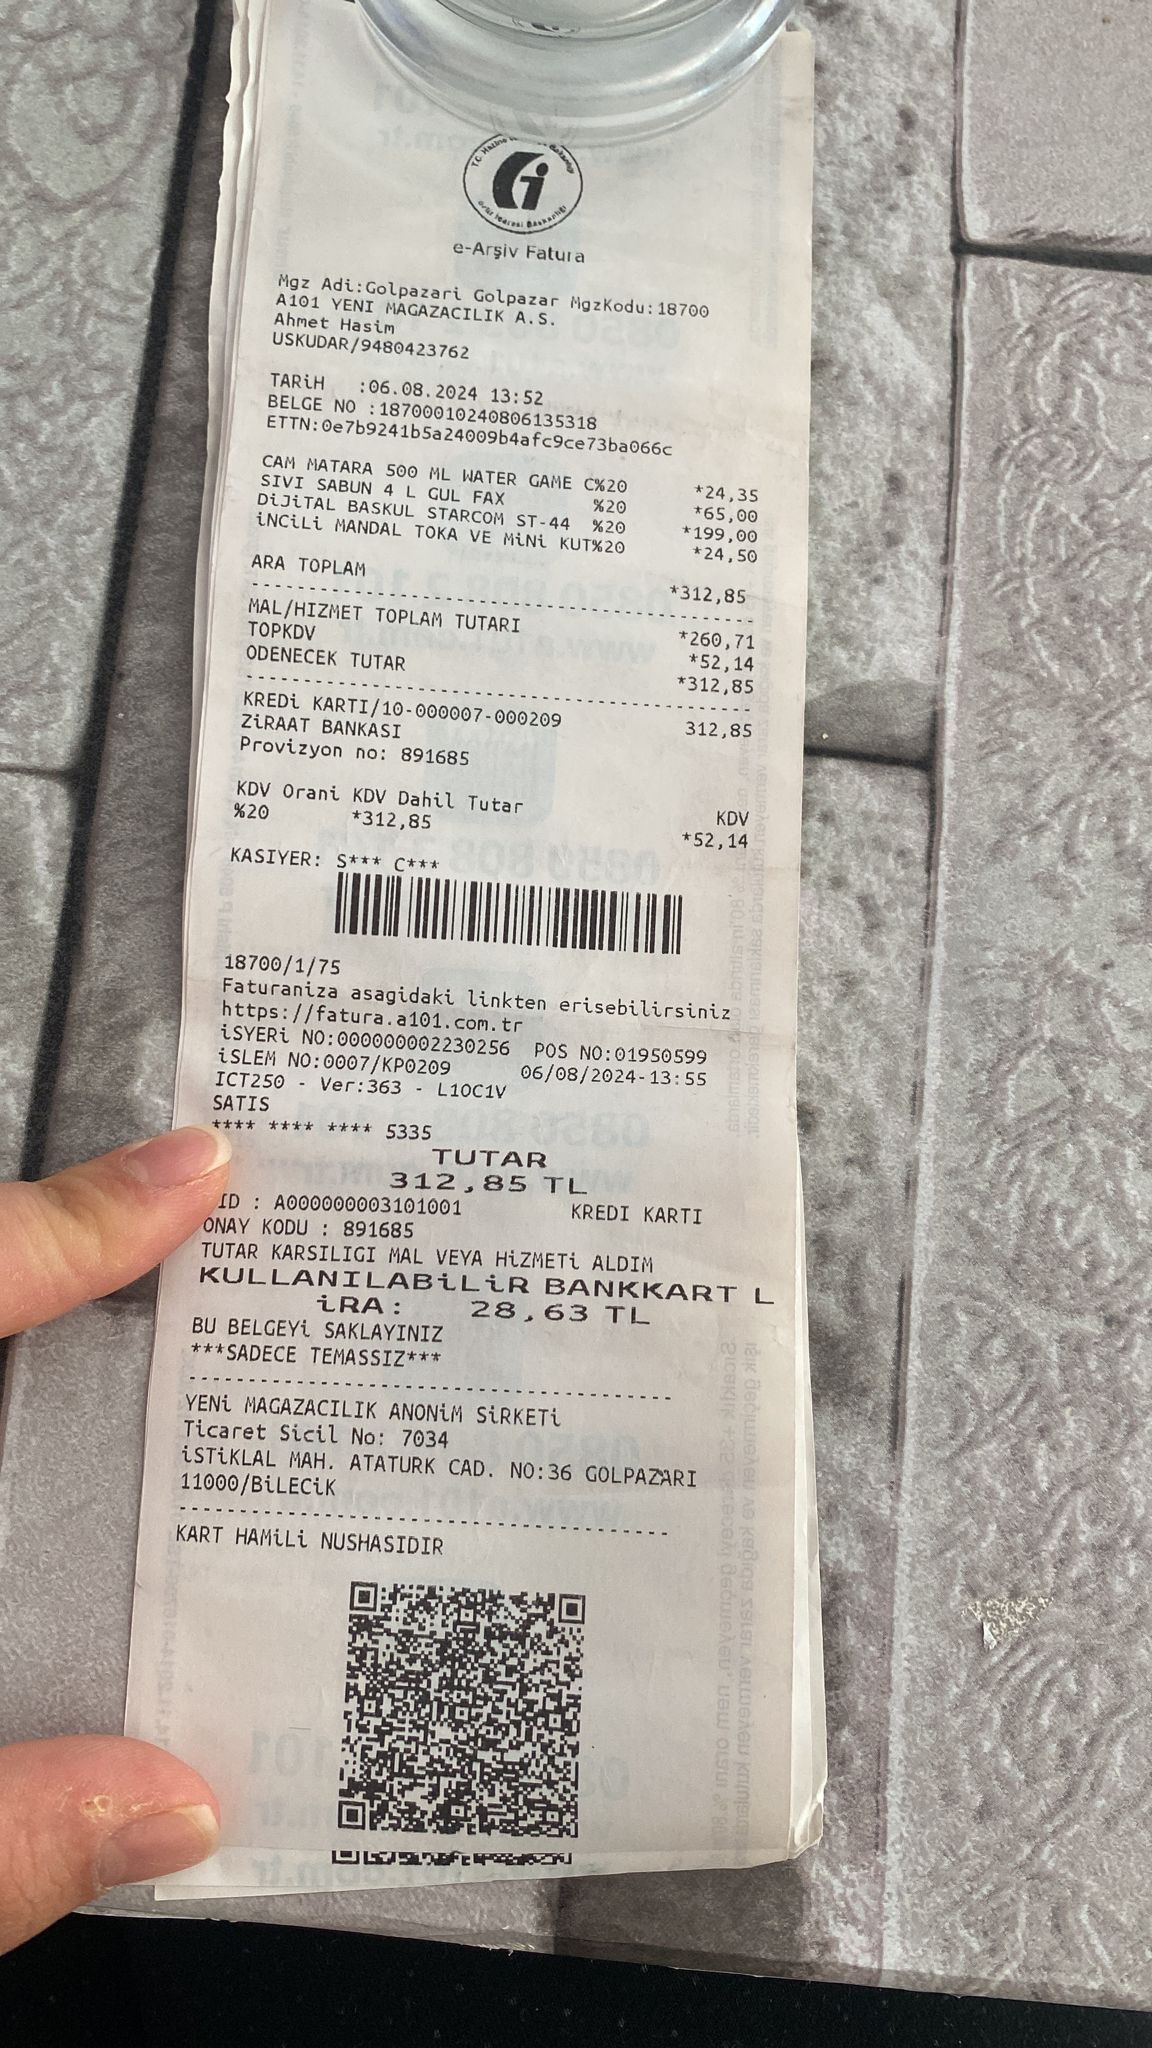 e-Arşiv Fatura
Mgz Adi:Golpazari Golpazar MgzKodu:18700
A101 YENI MAGAZACILIK A.S.
Ahmet Hasim
USKUDAR/9480423762
TARiH :06.08.2024 13:52
BELGE NO :18700010240806135318
ETTN:0e7b9241b5a24009b4afc9ce73ba066c
CAM MATARA 500 ML WATER GAME C%20 *24,35
SIVI SABUN 4 L GUL FAX %20 *65,00
DiJiTAL BASKUL STARCOM ST-44 %20 *199,00
iNCiLi MANDAL TOKA VE MiNi KUT%20 *24,50
ARA TOPLAM *312,85
MAL/HIZMET TOPLAM TUTARI *260,71
TOPKDV *52,14
ODENECEK TUTAR *312,85
KREDi KARTI/10-000007-000209 312,85
ZiRAAT BANKASI
Provizyon no: 891685
KDV Orani KDV Dahil Tutar KDV
%20 *312,85 *52,14
KASIYER: S*** C***
18700/1/75
Faturaniza asagidaki linkten erisebilirsiniz
https://fatura.a101.com.tr
iSYERi NO:000000002230256 POS NO:01950599
iSLEM NO:0007/KP0209 06/08/2024-13:55
ICT250 - Ver:363 - L10C1V
SATIS
**** **** **** 5335
TUTAR
312,85 TL
ID : A000000003101001 KREDI KARTI
ONAY KODU : 891685
TUTAR KARSILIGI MAL VEYA HiZMETi ALDIM
KULLANILABiLiR BANKKART L
iRA: 28,63 TL
BU BELGEYi SAKLAYINIZ
***SADECE TEMASSIZ***
YENi MAGAZACILIK ANONiM SiRKETi
Ticaret Sicil No: 7034
iSTiKLAL MAH. ATATURK CAD. NO:36 GOLPAZARI
11000/BiLECiK
KART HAMiLi NUSHASIDIR